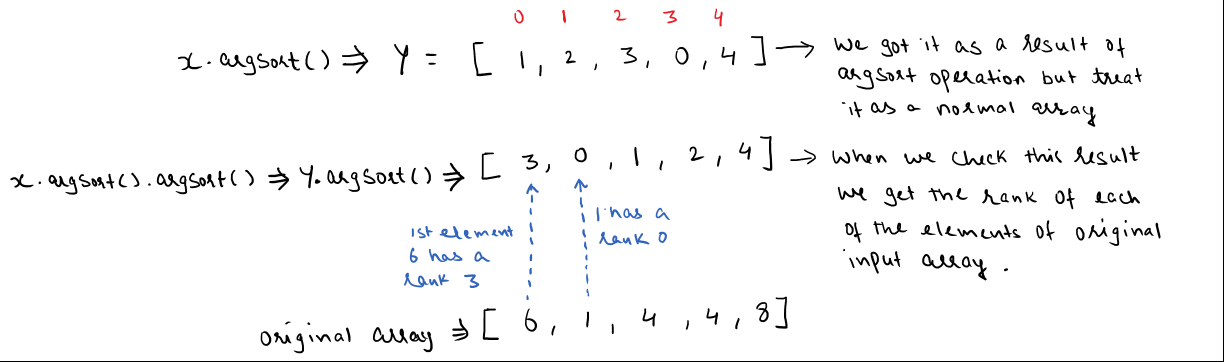 0 1 2 3 4
x.argsort() ⇒ Y = [ 1, 2, 3, 0, 4 ] → We got it as a result of
argsort operation but treat
it as a normal array
x.argsort().argsort() ⇒ Y.argsort() ⇒ [ 3, 0, 1, 2, 4 ] → When we check this result
we get the rank of each
of the elements of original
input array.
1st element
6 has a
rank 3
1 has a
rank 0
original array ⇒ [ 6, 1, 4, 4, 8 ]